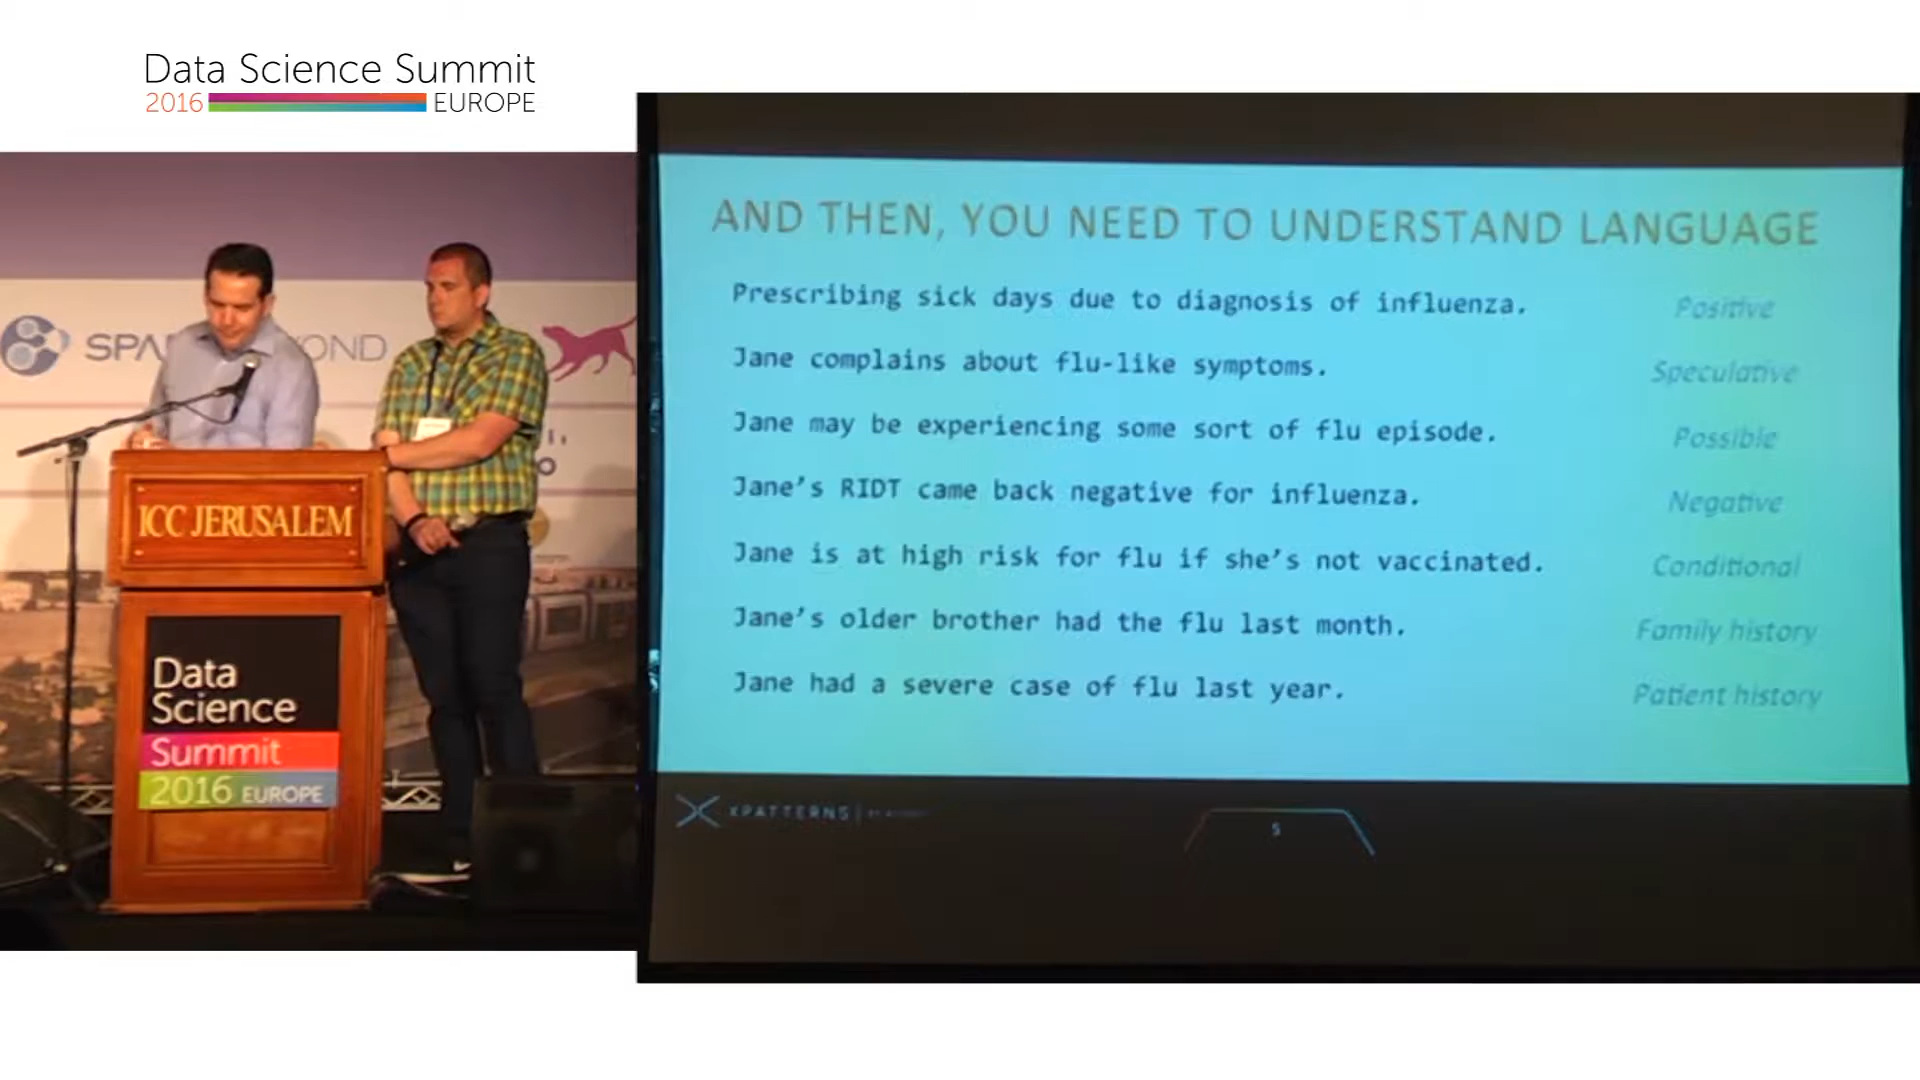 Data Science Summit
2016 EUROPE
AND THEN, YOU NEED TO UNDERSTAND LANGUAGE
Prescribing sick days due to diagnosis of influenza. Positive
Jane complains about flu-like symptoms. Speculative
Jane may be experiencing some sort of flu episode. Possible
Jane's RIDT came back negative for influenza. Negative
Jane is at high risk for flu if she's not vaccinated. Conditional
Jane's older brother had the flu last month. Family history
Jane had a severe case of flu last year. Patient history
XPATTERNS
5
ICC JERUSALEM
Data
Science
Summit
2016 EUROPE